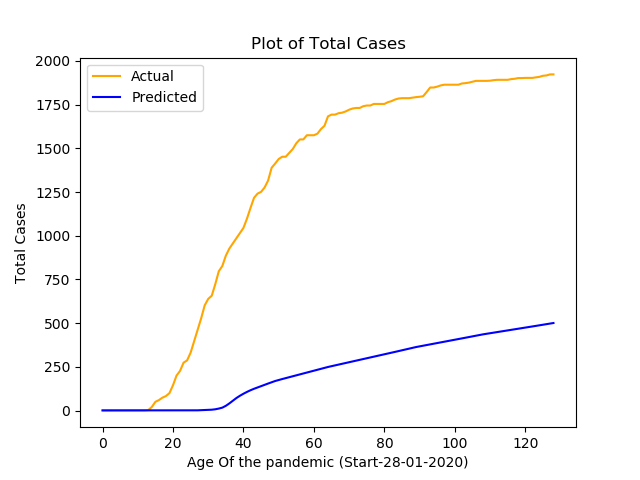 Plot of Total Cases
Actual
Predicted
2000
1750
1500
1250
1000
750
500
250
0
Total Cases
0 20 40 60 80 100 120
Age Of the pandemic (Start-28-01-2020)